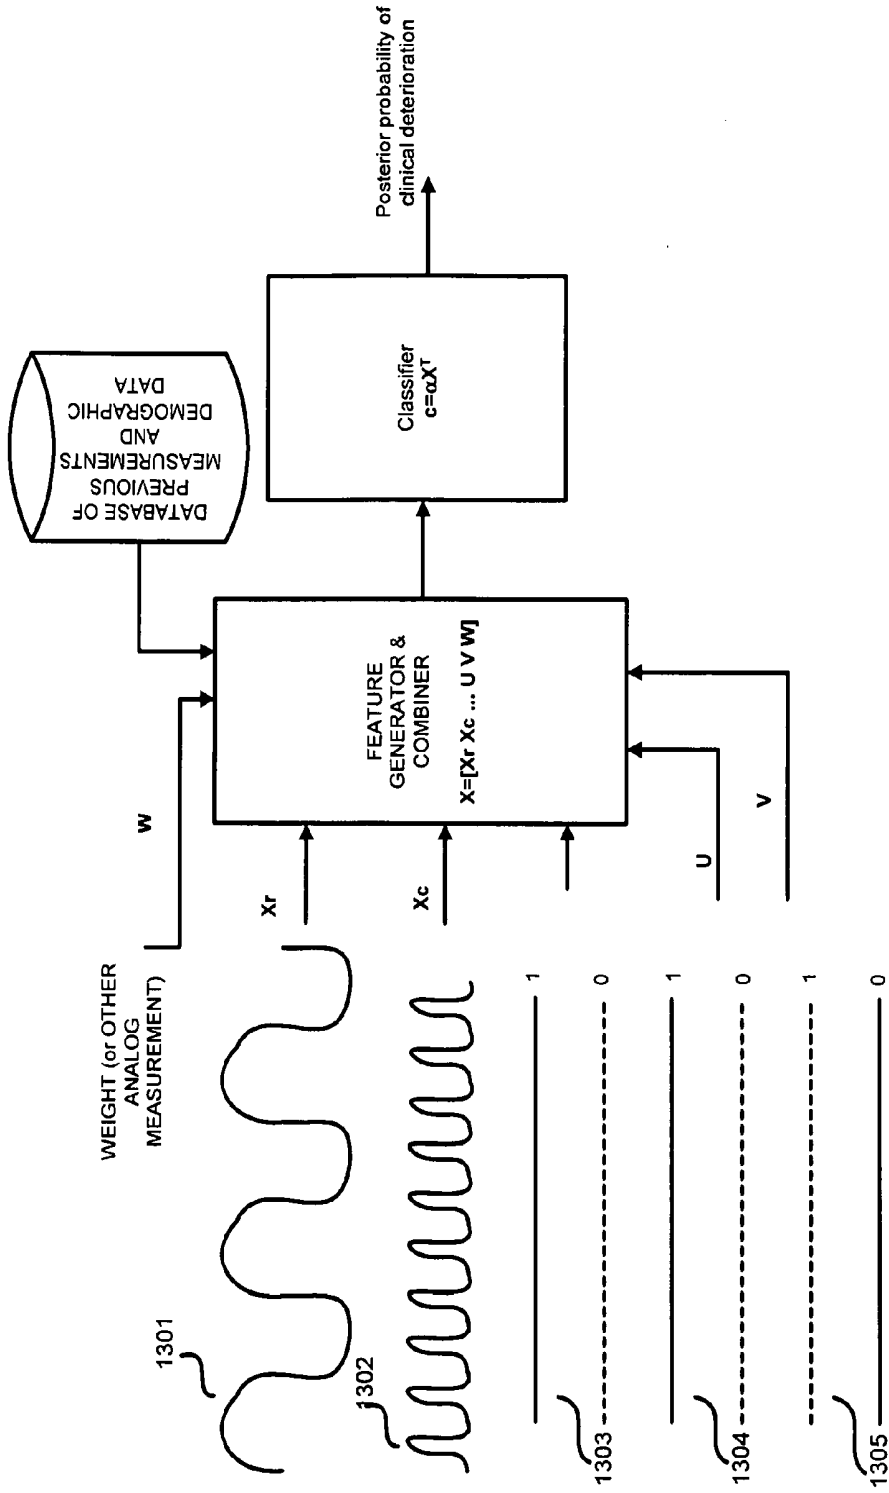 WEIGHT (or OTHER
ANALOG
MEASUREMENT)
W
1301
1302
1303
1304
1305
1
0
1
0
1
0
Xr
Xc
U
V
FEATURE
GENERATOR &
COMBINER
X=[Xr Xc ... U V W]
DATABASE OF
PREVIOUS
MEASUREMENTS
AND
DEMOGRAPHIC
DATA
Classifier
c=αXᵀ
Posterior probability of
clinical deterioration